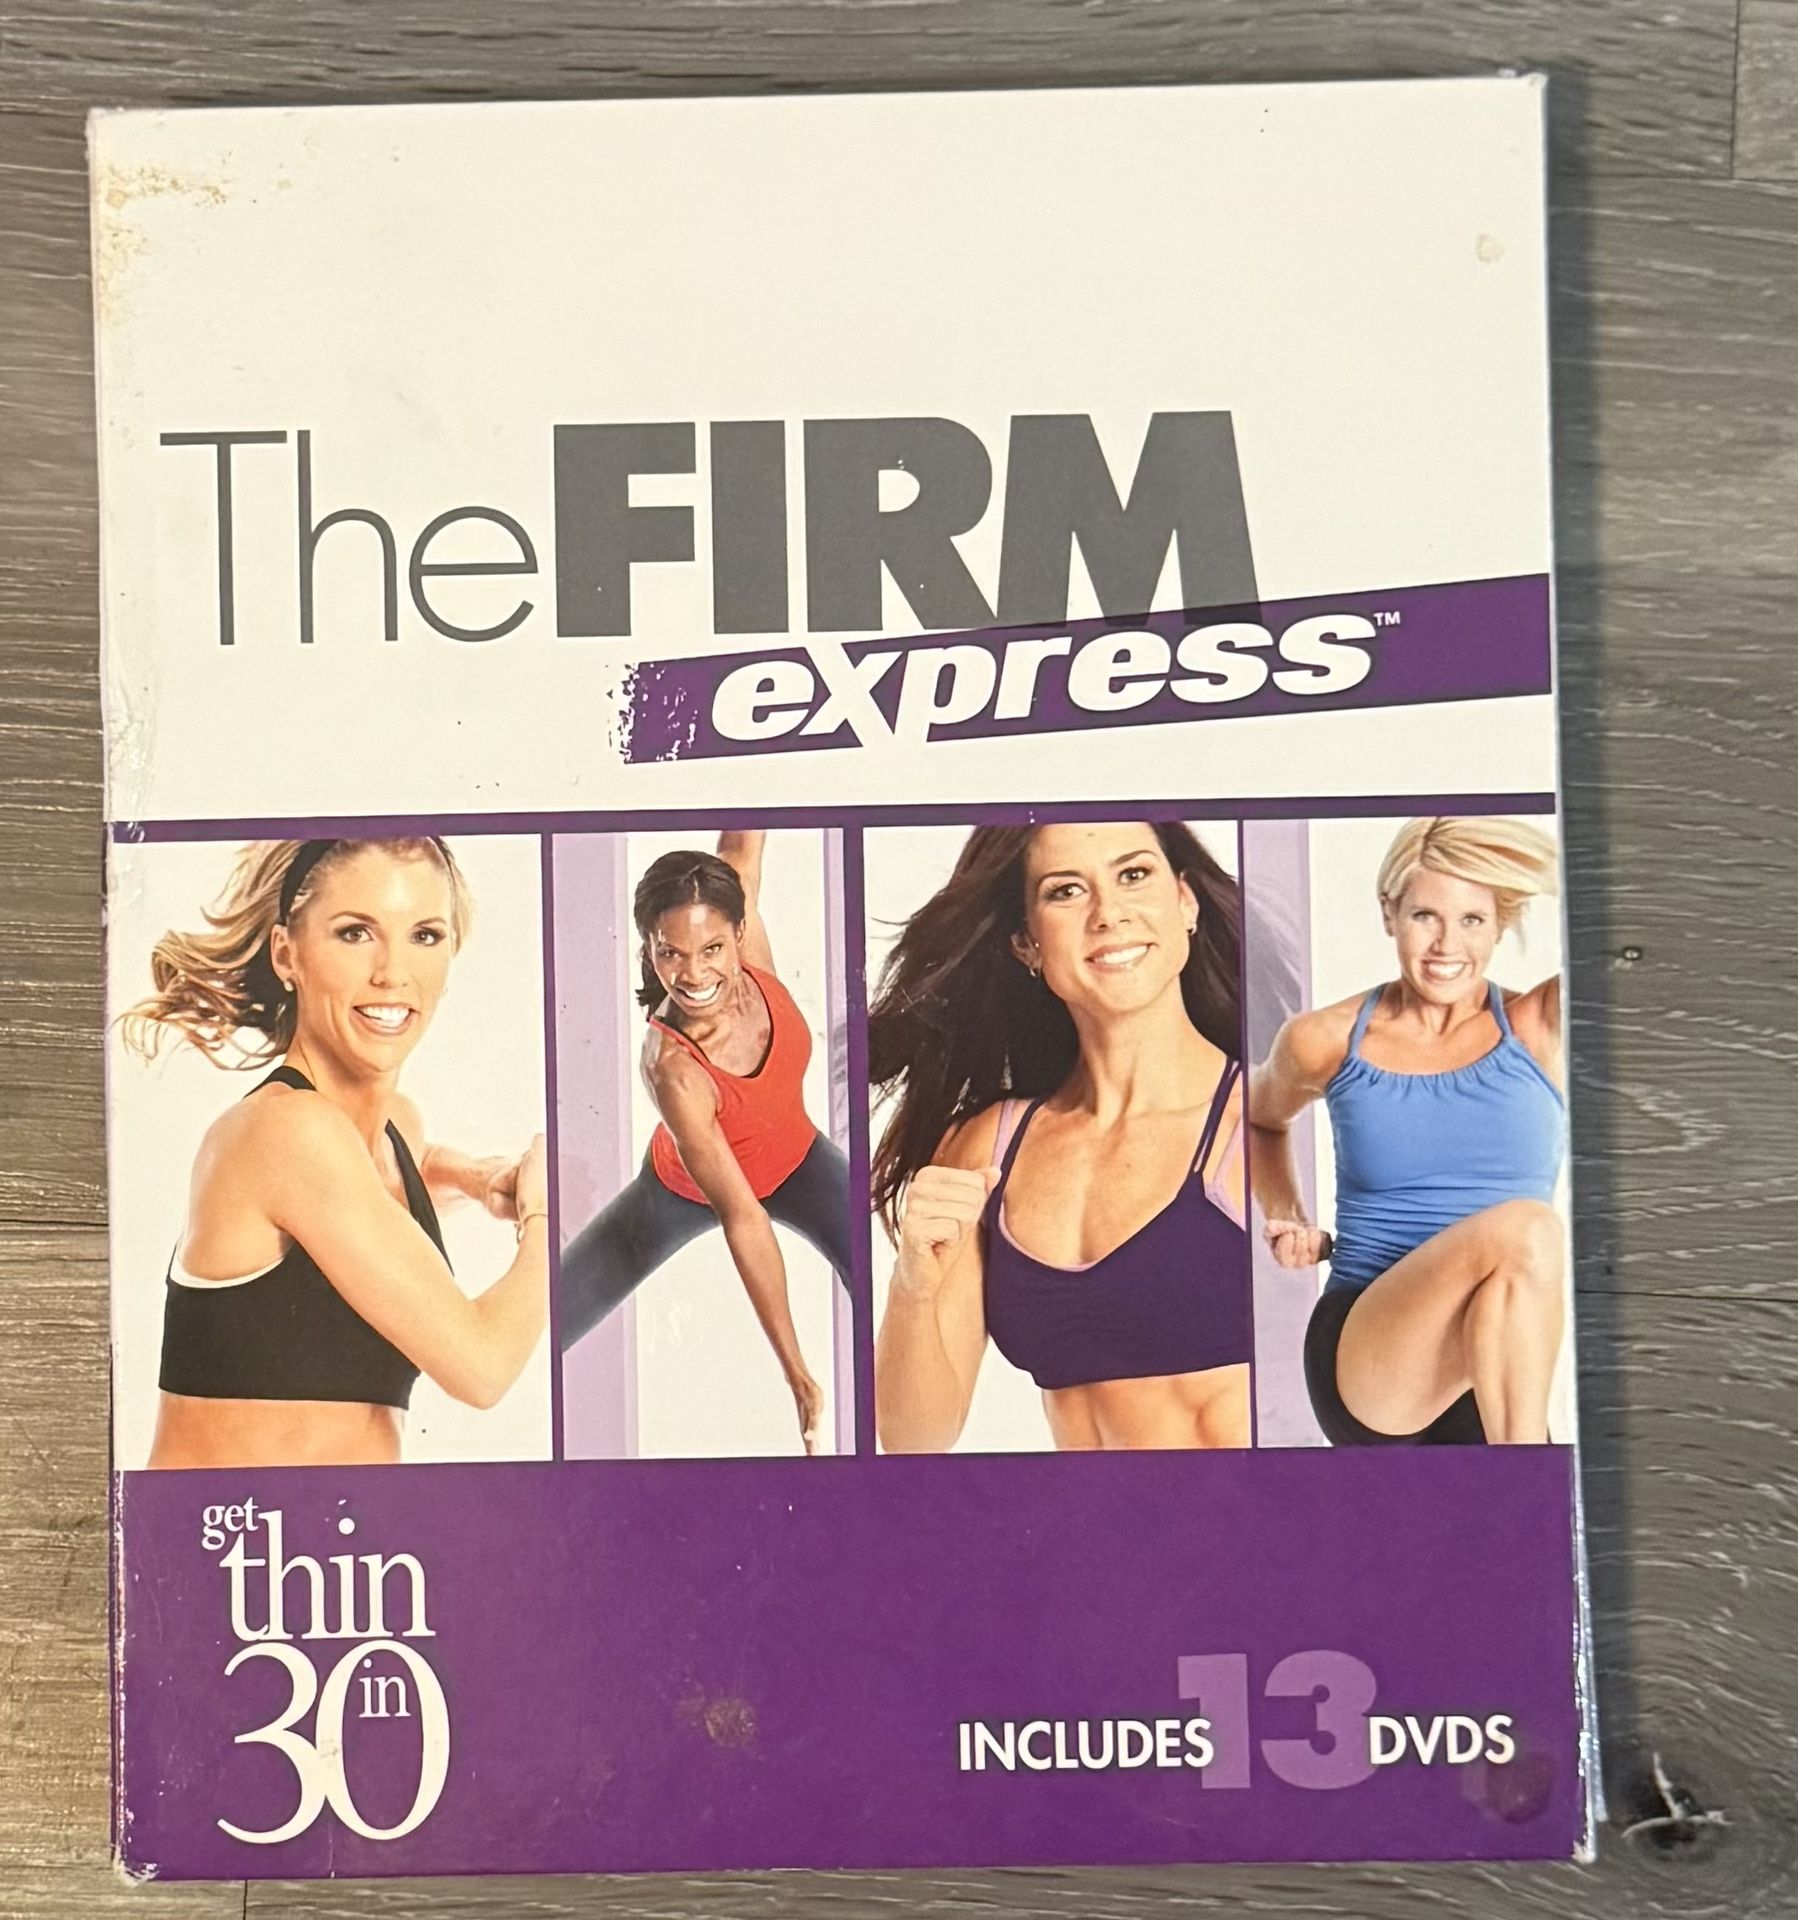 The FIRM
express™
get
thin
in
30
INCLUDES 13 DVDS